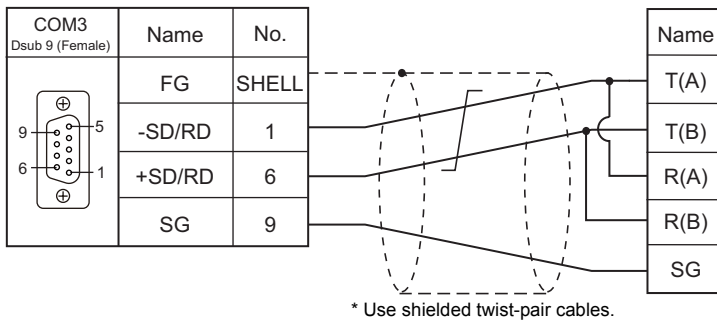 COM3
Dsub 9 (Female)
Name
No.
Name
FG
SHELL
T(A)
-SD/RD
1
T(B)
+SD/RD
6
R(A)
R(B)
SG
9
SG
9
5
6
1
* Use shielded twist-pair cables.